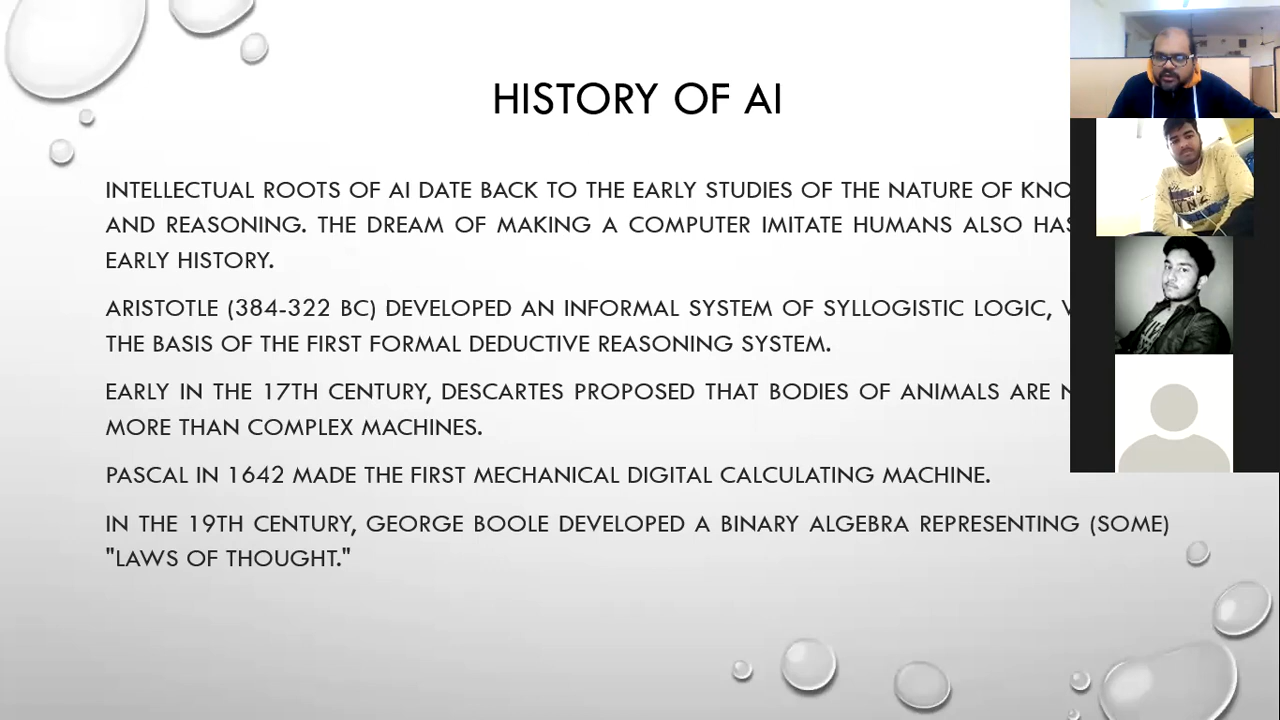 HISTORY OF AI
INTELLECTUAL ROOTS OF AI DATE BACK TO THE EARLY STUDIES OF THE NATURE OF
AND REASONING. THE DREAM OF MAKING A COMPUTER IMITATE HUMANS ALSO HAS
EARLY HISTORY.
ARISTOTLE (384-322 BC) DEVELOPED AN INFORMAL SYSTEM OF SYLLOGISTIC LOGIC,
THE BASIS OF THE FIRST FORMAL DEDUCTIVE REASONING SYSTEM.
EARLY IN THE 17TH CENTURY, DESCARTES PROPOSED THAT BODIES OF ANIMALS ARE
MORE THAN COMPLEX MACHINES.
PASCAL IN 1642 MADE THE FIRST MECHANICAL DIGITAL CALCULATING MACHINE.
IN THE 19TH CENTURY, GEORGE BOOLE DEVELOPED A BINARY ALGEBRA REPRESENTING (SOME)
"LAWS OF THOUGHT."